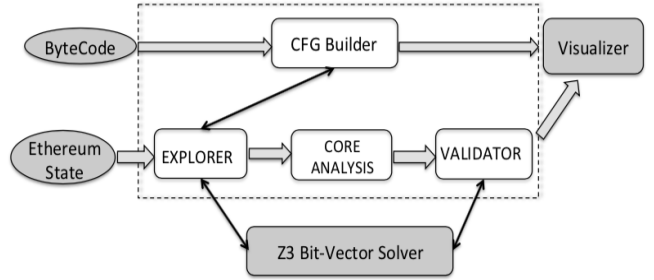 ByteCode
CFG Builder
Visualizer
Ethereum
State
EXPLORER
CORE
ANALYSIS
VALIDATOR
Z3 Bit-Vector Solver